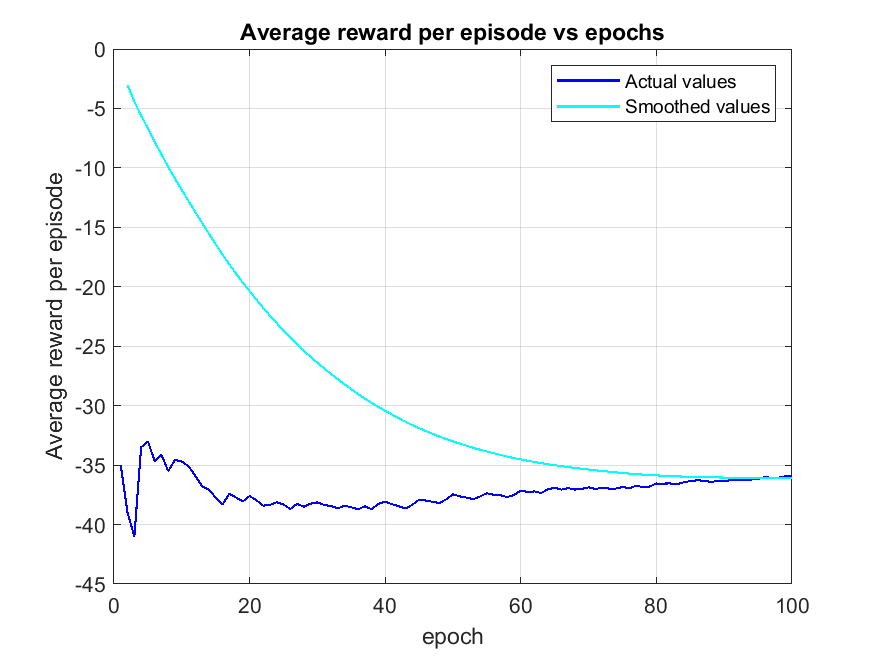 Average reward per episode vs epochs
Actual values
Smoothed values
Average reward per episode
0
-5
-10
-15
-20
-25
-30
-35
-40
-45
0 20 40 60 80 100
epoch